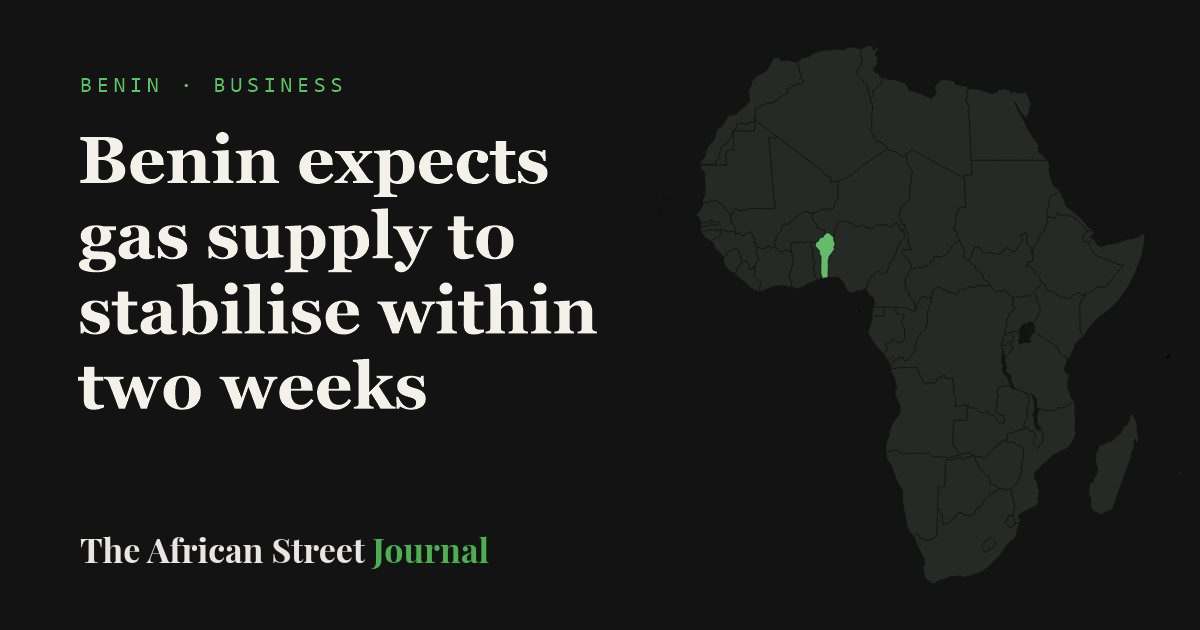 BENIN · BUSINESS
Benin expects
gas supply to
stabilise within
two weeks
The African Street Journal